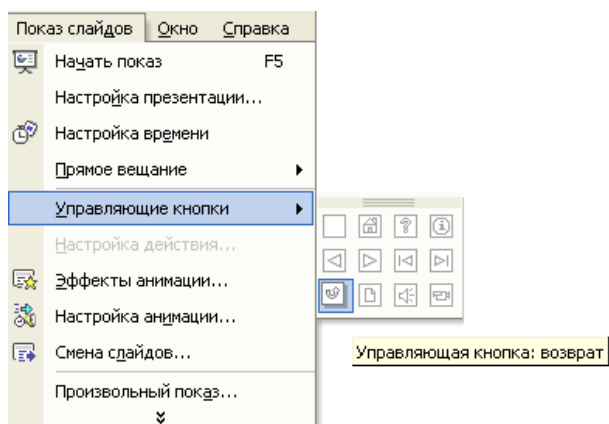 Показ слайдов Окно Справка
Начать показ F5
Настройка презентации...
Настройка времени
Прямое вещание
Управляющие кнопки
Настройка действия...
Эффекты анимации...
Настройка анимации...
Смена слайдов...
Управляющая кнопка: возврат
Произвольный показ...